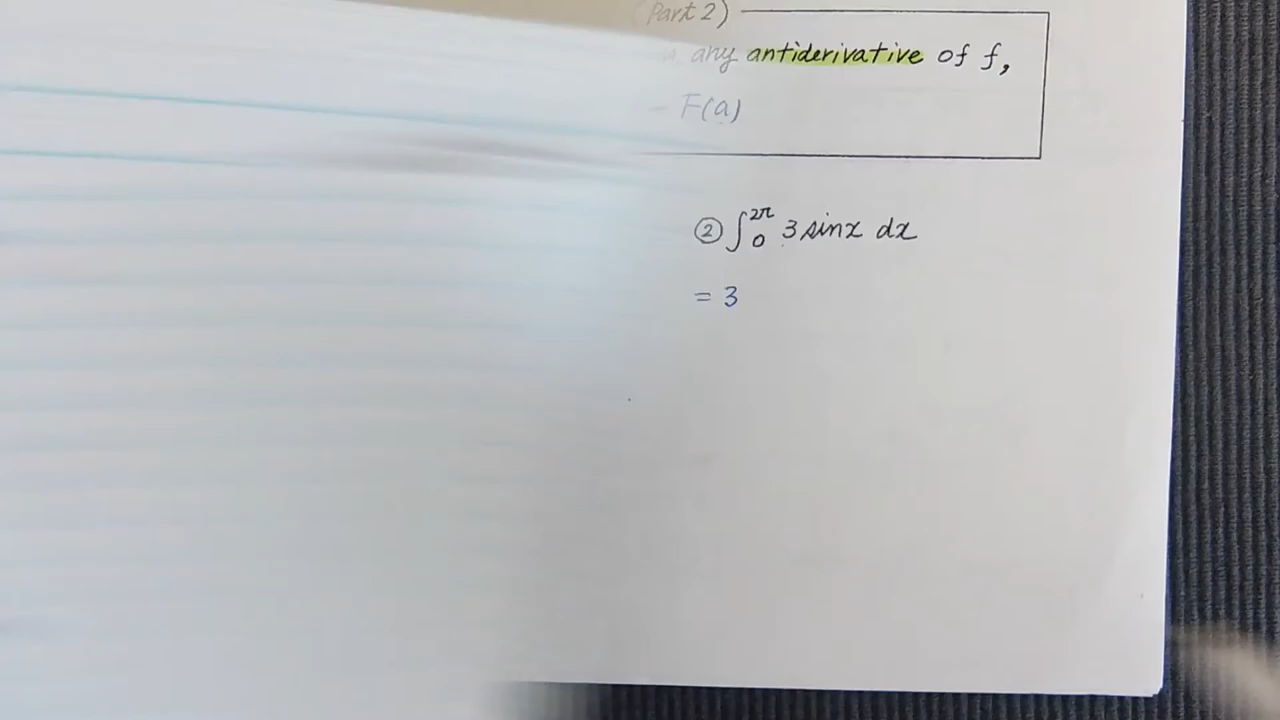 (Part 2)
any antiderivative of f,
- F(a)
② ∫₀^2π 3 sinx dx
= 3